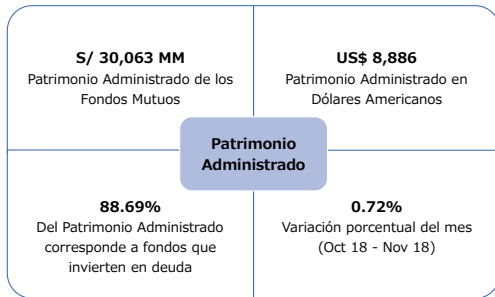 S/ 30,063 MM
Patrimonio Administrado de los
Fondos Mutuos
US$ 8,886
Patrimonio Administrado en
Dólares Americanos
Patrimonio
Administrado
88.69%
Del Patrimonio Administrado
corresponde a fondos que
invierten en deuda
0.72%
Variación porcentual del mes
(Oct 18 - Nov 18)